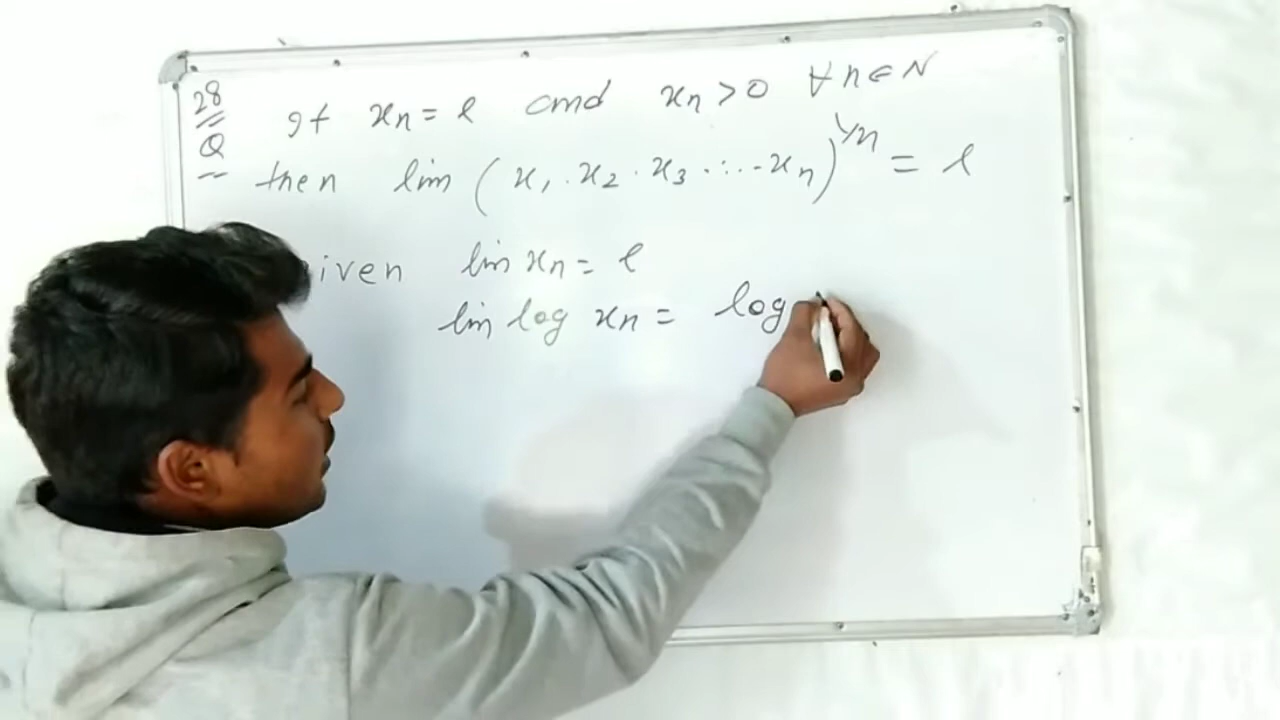 28
Q
If xn = l and xn > 0 ∀ n ∈ N
then lim (x1 . x2 . x3 ..... xn)^1/n = l
iven lim xn = l
lim log xn = log